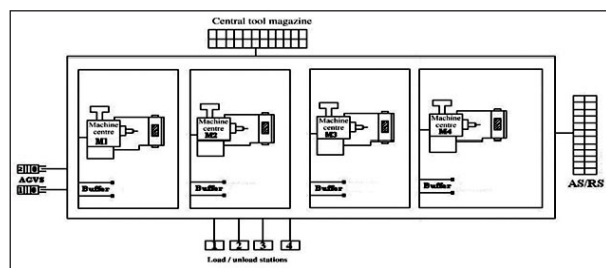 Central tool magazine
Machine
centre
M1
Machine
centre
M2
Machine
centre
M3
Machine
centre
M4
AGVS
Buffer
Buffer
Buffer
Buffer
AS/RS
1 2 3 4
Load / unload stations